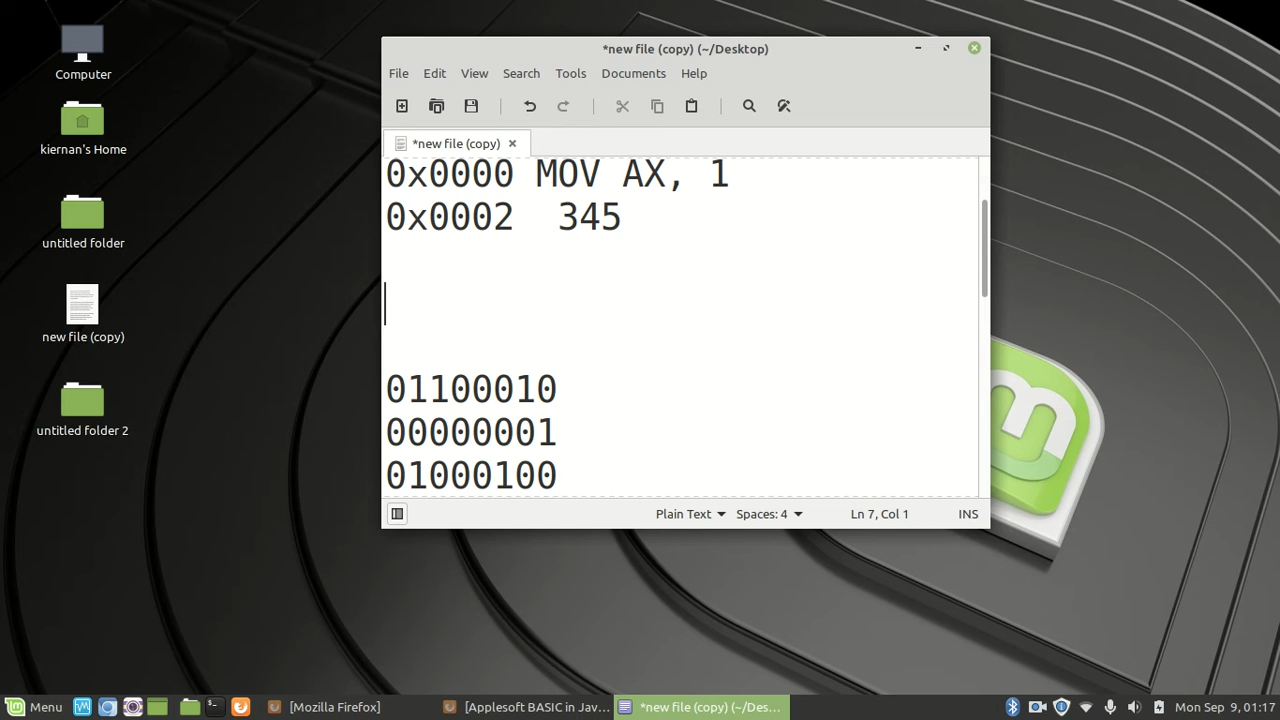 Computer
kiernan's Home
untitled folder
new file (copy)
untitled folder 2
*new file (copy) (~/Desktop)
File Edit View Search Tools Documents Help
*new file (copy)
0x0000 MOV AX, 1
0x0002  345
01100010
00000001
01000100
Plain Text Spaces: 4 Ln 7, Col 1 INS
Menu [Mozilla Firefox] [Applesoft BASIC in Jav... *new file (copy) (~/Des... Mon Sep 9, 01:17